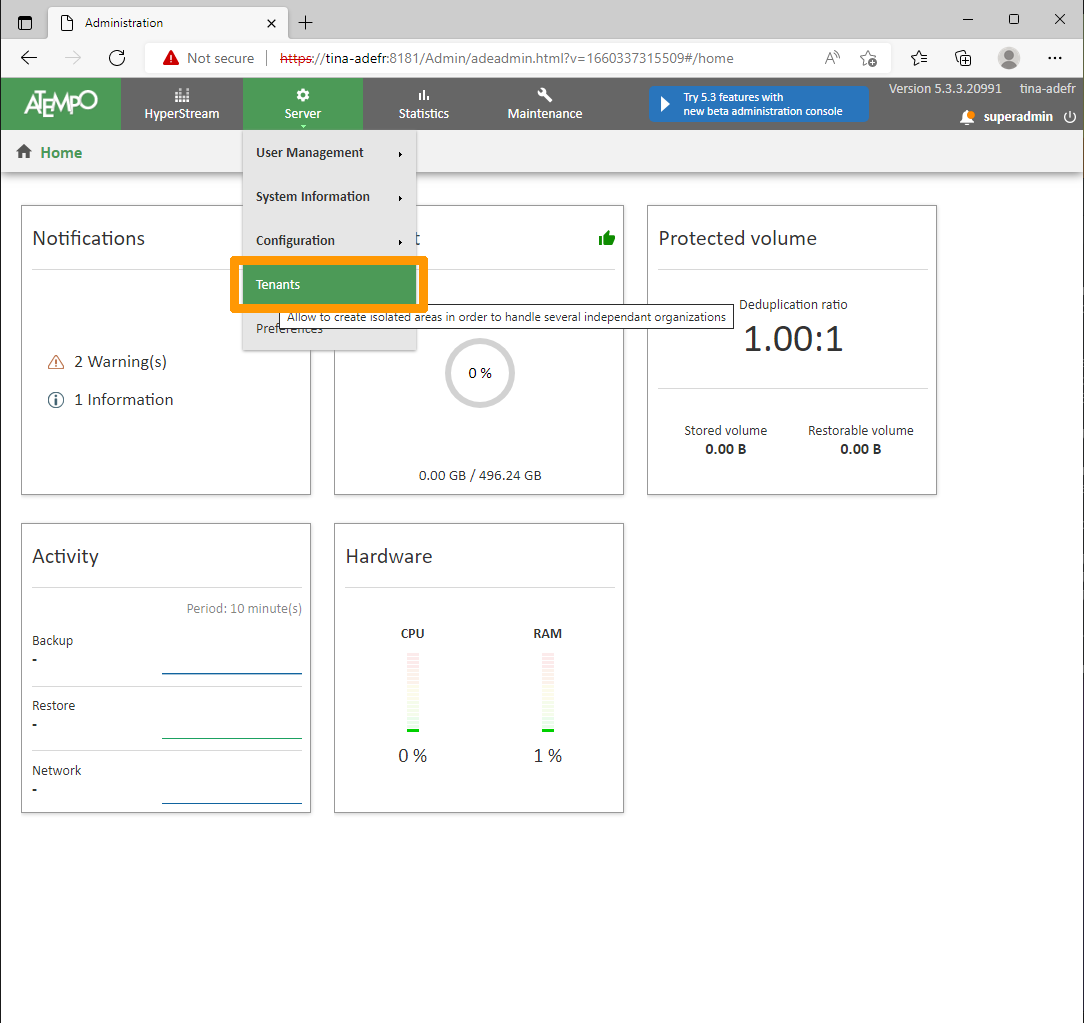 Administration
Not secure
https://tina-adefr:8181/Admin/adeadmin.html?v=1660337315509#/home
ATEMPO
HyperStream
Server
Statistics
Maintenance
Try 5.3 features with
new beta administration console
Version 5.3.3.20991 tina-adefr
superadmin
Home
User Management
System Information
Configuration
Tenants
Allow to create isolated areas in order to handle several independant organizations
Preferences
Notifications
2 Warning(s)
1 Information
t
0 %
0.00 GB / 496.24 GB
Protected volume
Deduplication ratio
1.00:1
Stored volume
0.00 B
Restorable volume
0.00 B
Activity
Period: 10 minute(s)
Backup
-
Restore
-
Network
-
Hardware
CPU
0 %
RAM
1 %